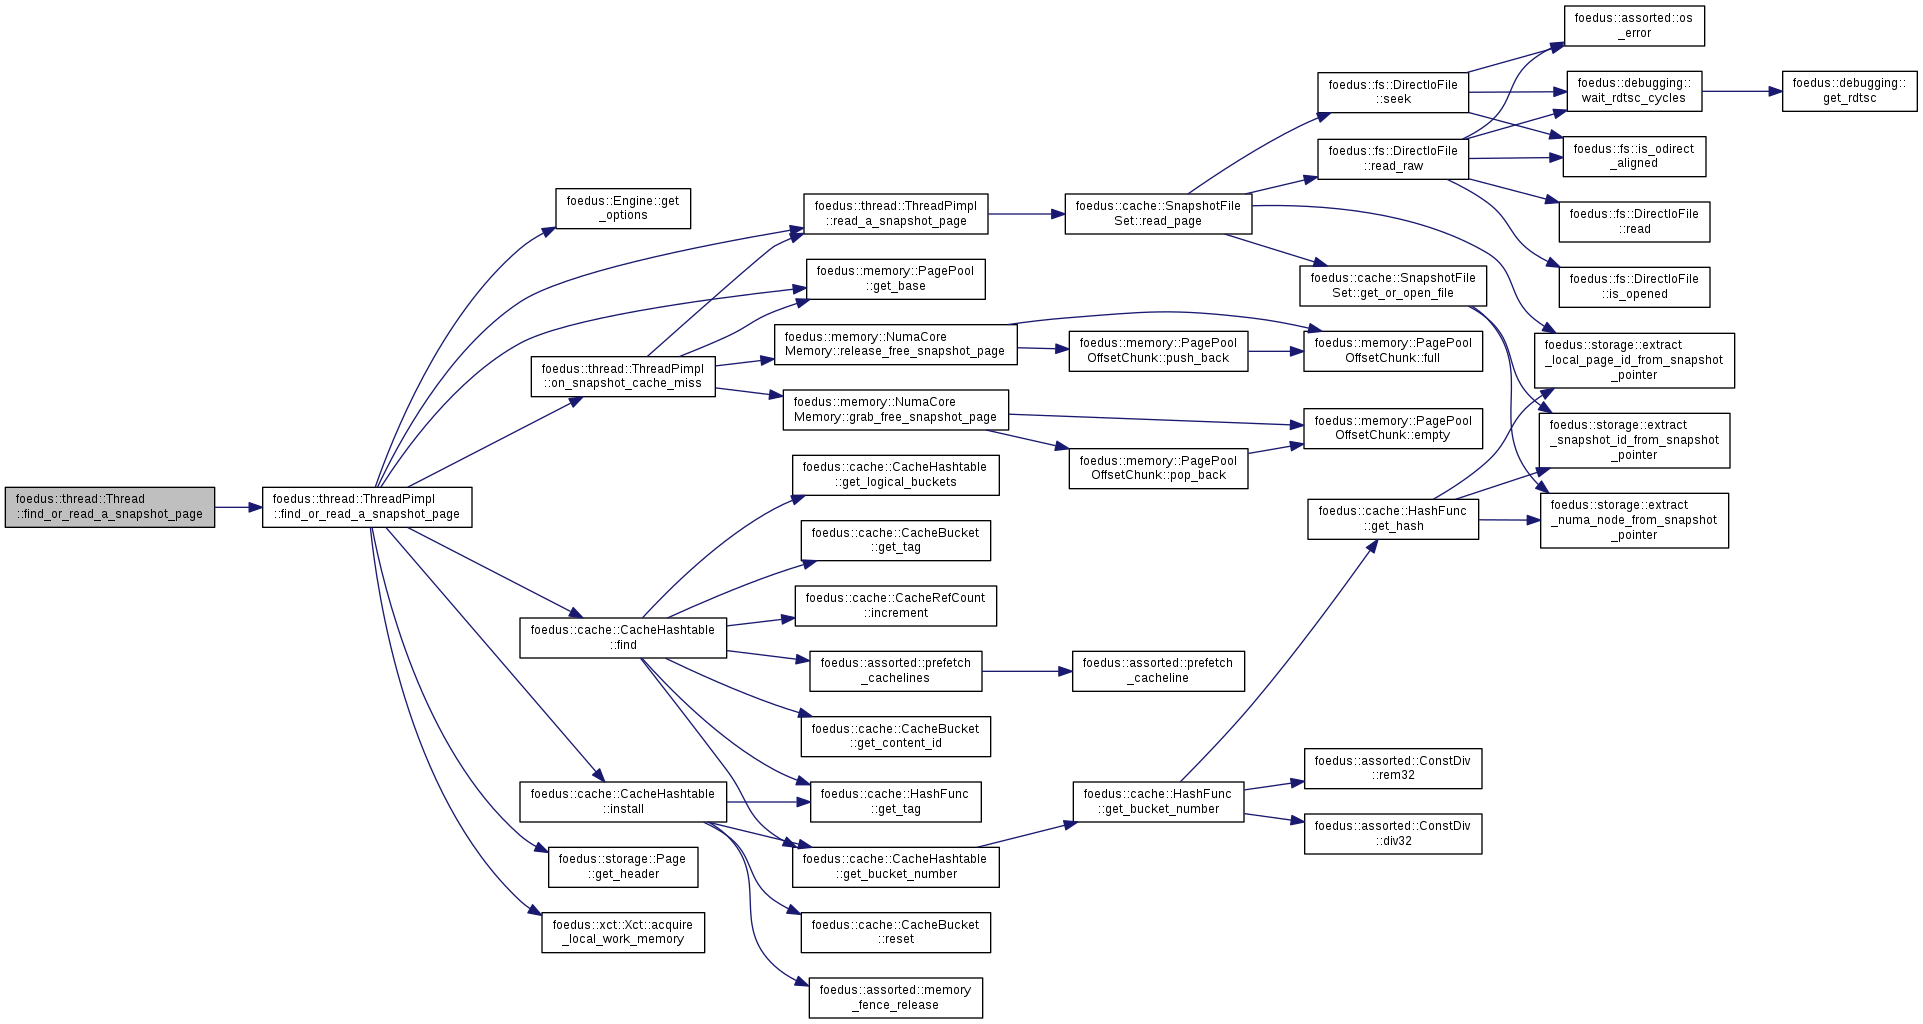 foedus::thread::Thread
::find_or_read_a_snapshot_page
foedus::thread::ThreadPimpl
::find_or_read_a_snapshot_page
foedus::Engine::get
_options
foedus::thread::ThreadPimpl
::on_snapshot_cache_miss
foedus::cache::CacheHashtable
::find
foedus::cache::CacheHashtable
::install
foedus::storage::Page
::get_header
foedus::xct::Xct::acquire
_local_work_memory
foedus::thread::ThreadPimpl
::read_a_snapshot_page
foedus::memory::PagePool
::get_base
foedus::memory::NumaCore
Memory::release_free_snapshot_page
foedus::memory::NumaCore
Memory::grab_free_snapshot_page
foedus::cache::CacheHashtable
::get_logical_buckets
foedus::cache::CacheBucket
::get_tag
foedus::cache::CacheRefCount
::increment
foedus::assorted::prefetch
_cachelines
foedus::cache::CacheBucket
::get_content_id
foedus::cache::HashFunc
::get_tag
foedus::cache::CacheHashtable
::get_bucket_number
foedus::cache::CacheBucket
::reset
foedus::assorted::memory
_fence_release
foedus::cache::SnapshotFile
Set::read_page
foedus::memory::PagePool
OffsetChunk::push_back
foedus::memory::PagePool
OffsetChunk::pop_back
foedus::assorted::prefetch
_cacheline
foedus::cache::HashFunc
::get_bucket_number
foedus::fs::DirectIoFile
::seek
foedus::fs::DirectIoFile
::read_raw
foedus::cache::SnapshotFile
Set::get_or_open_file
foedus::memory::PagePool
OffsetChunk::full
foedus::memory::PagePool
OffsetChunk::empty
foedus::cache::HashFunc
::get_hash
foedus::assorted::ConstDiv
::rem32
foedus::assorted::ConstDiv
::div32
foedus::assorted::os
_error
foedus::debugging::
wait_rdtsc_cycles
foedus::fs::is_odirect
_aligned
foedus::fs::DirectIoFile
::read
foedus::fs::DirectIoFile
::is_opened
foedus::storage::extract
_local_page_id_from_snapshot
_pointer
foedus::storage::extract
_snapshot_id_from_snapshot
_pointer
foedus::storage::extract
_numa_node_from_snapshot
_pointer
foedus::debugging::
get_rdtsc